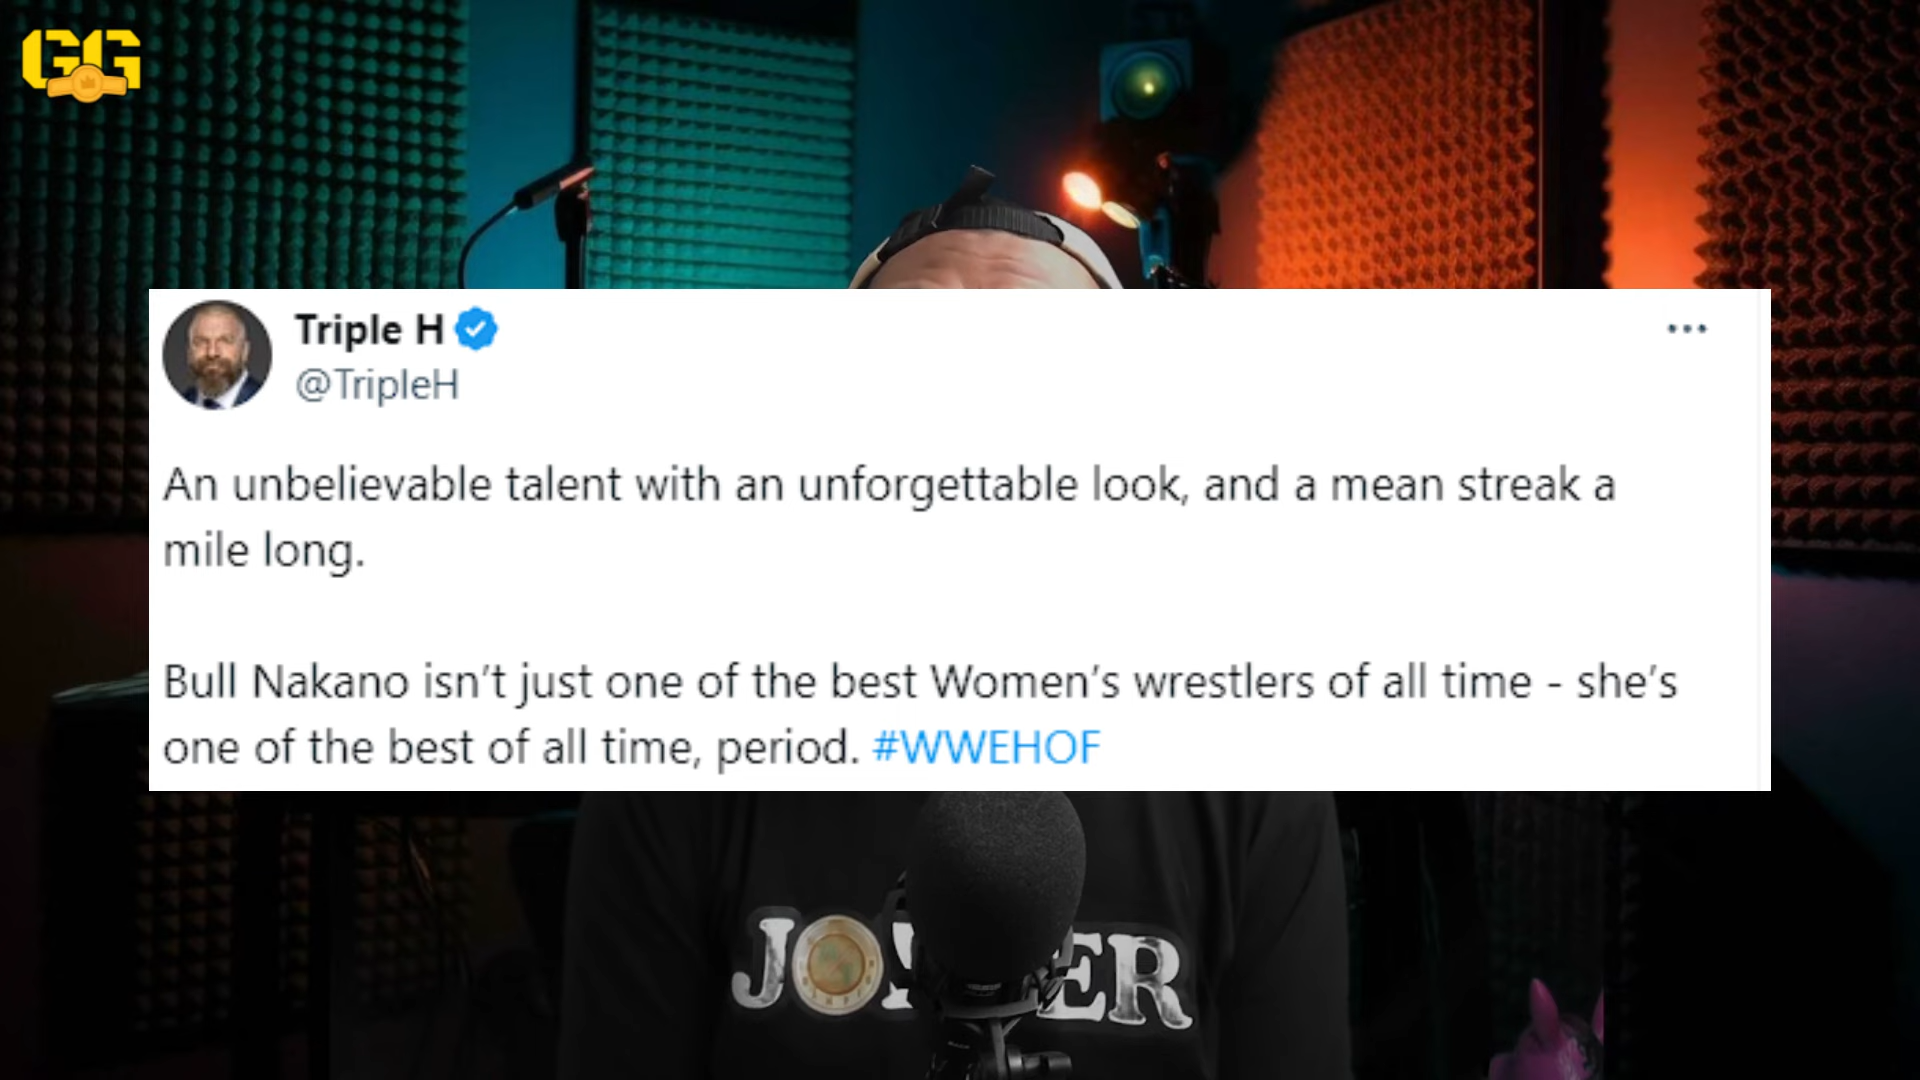 GG
Triple H
@TripleH
An unbelievable talent with an unforgettable look, and a mean streak a
mile long.
Bull Nakano isn’t just one of the best Women’s wrestlers of all time - she’s
one of the best of all time, period. #WWEHOF